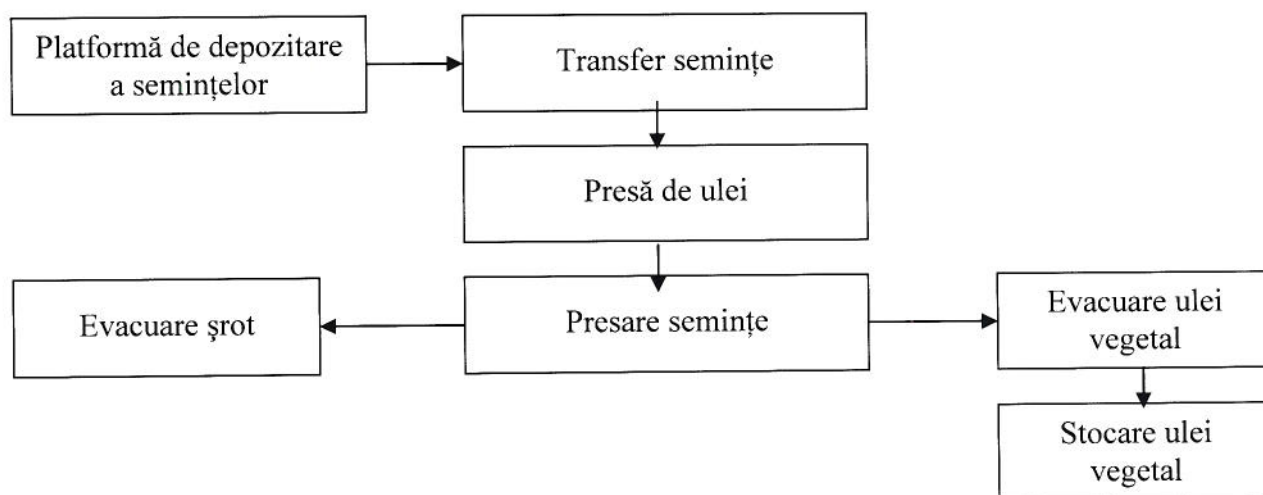 Platformă de depozitare
a semințelor
Transfer semințe
Presă de ulei
Evacuare șrot
Presare semințe
Evacuare ulei
vegetal
Stocare ulei
vegetal